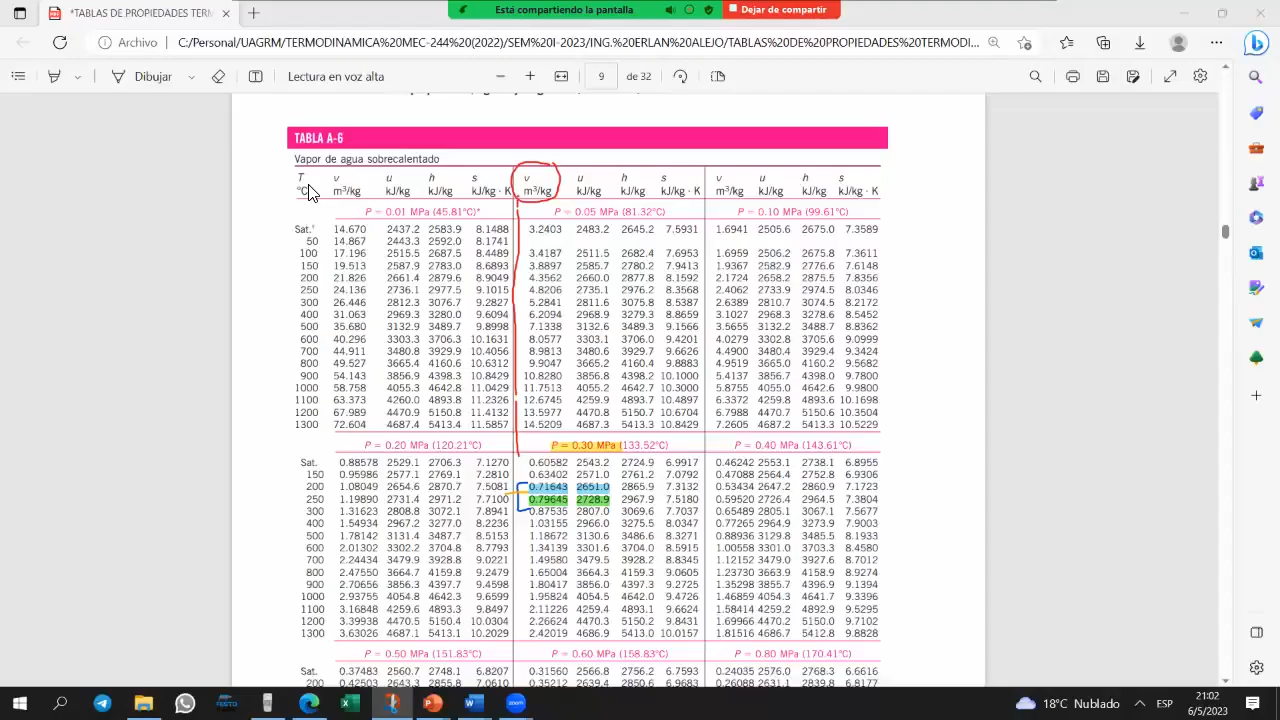 *TABLAS DE PROPIEDADES TERM
Está compartiendo la pantalla
Dejar de compartir
Archivo
C:/Personal/UAGRM/TERMODINAMICA%20MEC-244%20(2022)/SEM%20I-2023/ING.%20ERLAN%20ALEJO/TABLAS%20DE%20PROPIEDADES%20TERMODI...
Dibujar
Lectura en voz alta
9
de 32
TABLA A-6
Vapor de agua sobrecalentado
T v u h s v u h s v u h s
°C m³/kg kJ/kg kJ/kg kJ/kg · K m³/kg kJ/kg kJ/kg kJ/kg · K m³/kg kJ/kg kJ/kg kJ/kg · K
P = 0.01 MPa (45.81°C)* P = 0.05 MPa (81.32°C) P = 0.10 MPa (99.61°C)
Sat.† 14.670 2437.2 2583.9 8.1488 3.2403 2483.2 2645.2 7.5931 1.6941 2505.6 2675.0 7.3589
50 14.867 2443.3 2592.0 8.1741
100 17.196 2515.5 2687.5 8.4489 3.4187 2511.5 2682.4 7.6953 1.6959 2506.2 2675.8 7.3611
150 19.513 2587.9 2783.0 8.6893 3.8897 2585.7 2780.2 7.9413 1.9367 2582.9 2776.6 7.6148
200 21.826 2661.4 2879.6 8.9049 4.3562 2660.0 2877.8 8.1592 2.1724 2658.2 2875.5 7.8356
250 24.136 2736.1 2977.5 9.1015 4.8206 2735.1 2976.2 8.3568 2.4062 2733.9 2974.5 8.0346
300 26.446 2812.3 3076.7 9.2827 5.2841 2811.6 3075.8 8.5387 2.6389 2810.7 3074.5 8.2172
400 31.063 2969.3 3280.0 9.6094 6.2094 2968.9 3279.3 8.8659 3.1027 2968.3 3278.6 8.5452
500 35.680 3132.9 3489.7 9.8998 7.1338 3132.6 3489.3 9.1566 3.5655 3132.2 3488.7 8.8362
600 40.296 3303.3 3706.3 10.1631 8.0577 3303.1 3706.0 9.4201 4.0279 3302.8 3705.6 9.0999
700 44.911 3480.8 3929.9 10.4056 8.9813 3480.6 3929.7 9.6626 4.4900 3480.4 3929.4 9.3424
800 49.527 3665.4 4160.6 10.6312 9.9047 3665.2 4160.4 9.8883 4.9519 3665.0 4160.2 9.5682
900 54.143 3856.9 4398.3 10.8429 10.8280 3856.8 4398.2 10.1000 5.4137 3856.7 4398.0 9.7800
1000 58.758 4055.3 4642.8 11.0429 11.7513 4055.2 4642.7 10.3000 5.8755 4055.0 4642.6 9.9800
1100 63.373 4260.0 4893.8 11.2326 12.6745 4259.9 4893.7 10.4897 6.3372 4259.8 4893.6 10.1698
1200 67.989 4470.9 5150.8 11.4132 13.5977 4470.8 5150.7 10.6704 6.7988 4470.7 5150.6 10.3504
1300 72.604 4687.4 5413.4 11.5857 14.5209 4687.3 5413.4 10.8429 7.2605 4687.2 5413.3 10.5229
P = 0.20 MPa (120.21°C) P = 0.30 MPa (133.52°C) P = 0.40 MPa (143.61°C)
Sat. 0.88578 2529.1 2706.3 7.1270 0.60582 2543.2 2724.9 6.9917 0.46242 2553.1 2738.1 6.8955
150 0.95986 2577.1 2769.1 7.2810 0.63402 2571.0 2761.2 7.0792 0.47088 2564.4 2752.8 6.9306
200 1.08049 2654.6 2870.7 7.5081 0.71643 2651.0 2865.9 7.3132 0.53434 2647.2 2860.9 7.1723
250 1.19890 2731.4 2971.2 7.7100 0.79645 2728.9 2967.9 7.5180 0.59520 2726.4 2964.5 7.3804
300 1.31623 2808.8 3072.1 7.8941 0.87535 2807.0 3069.6 7.7037 0.65489 2805.1 3067.1 7.5677
400 1.54934 2967.2 3277.0 8.2236 1.03155 2966.0 3275.5 8.0347 0.77265 2964.9 3273.9 7.9003
500 1.78142 3131.4 3487.7 8.5153 1.18672 3130.6 3486.6 8.3271 0.88936 3129.8 3485.5 8.1933
600 2.01302 3302.2 3704.8 8.7793 1.34139 3301.6 3704.0 8.5915 1.00558 3301.0 3703.3 8.4580
700 2.24434 3479.9 3928.8 9.0221 1.49580 3479.5 3928.2 8.8345 1.12152 3479.0 3927.6 8.7012
800 2.47550 3664.7 4159.8 9.2479 1.65004 3664.3 4159.3 9.0605 1.23730 3663.9 4158.9 8.9274
900 2.70656 3856.3 4397.7 9.4598 1.80417 3856.0 4397.3 9.2725 1.35298 3855.7 4396.9 9.1394
1000 2.93755 4054.8 4642.3 9.6599 1.95824 4054.5 4642.0 9.4726 1.46859 4054.3 4641.7 9.3396
1100 3.16848 4259.6 4893.3 9.8497 2.11226 4259.4 4893.1 9.6624 1.58414 4259.2 4892.9 9.5295
1200 3.39938 4470.5 5150.4 10.0304 2.26624 4470.3 5150.2 9.8431 1.69966 4470.2 5150.0 9.7102
1300 3.63026 4687.1 5413.1 10.2029 2.42019 4686.9 5413.0 10.0157 1.81516 4686.7 5412.8 9.8828
P = 0.50 MPa (151.83°C) P = 0.60 MPa (158.83°C) P = 0.80 MPa (170.41°C)
Sat. 0.37483 2560.7 2748.1 6.8207 0.31560 2566.8 2756.2 6.7593 0.24035 2576.0 2768.3 6.6616
200 0.42503 2643.3 2855.8 7.0610 0.35212 2639.4 2850.6 6.9683 0.26088 2631.1 2839.8 6.8177
FESTO
zoom
18°C Nublado
ESP
21:02
6/5/2023